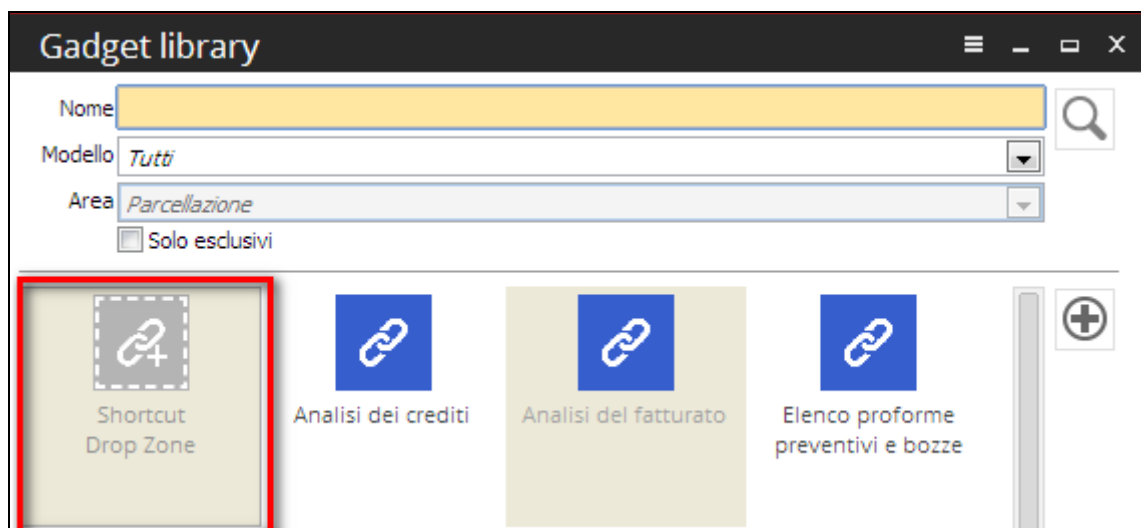 Gadget library
Nome
Modello Tutti
Area Parcellazione
Solo esclusivi
Shortcut
Drop Zone
Analisi dei crediti
Analisi del fatturato
Elenco proforme
preventivi e bozze